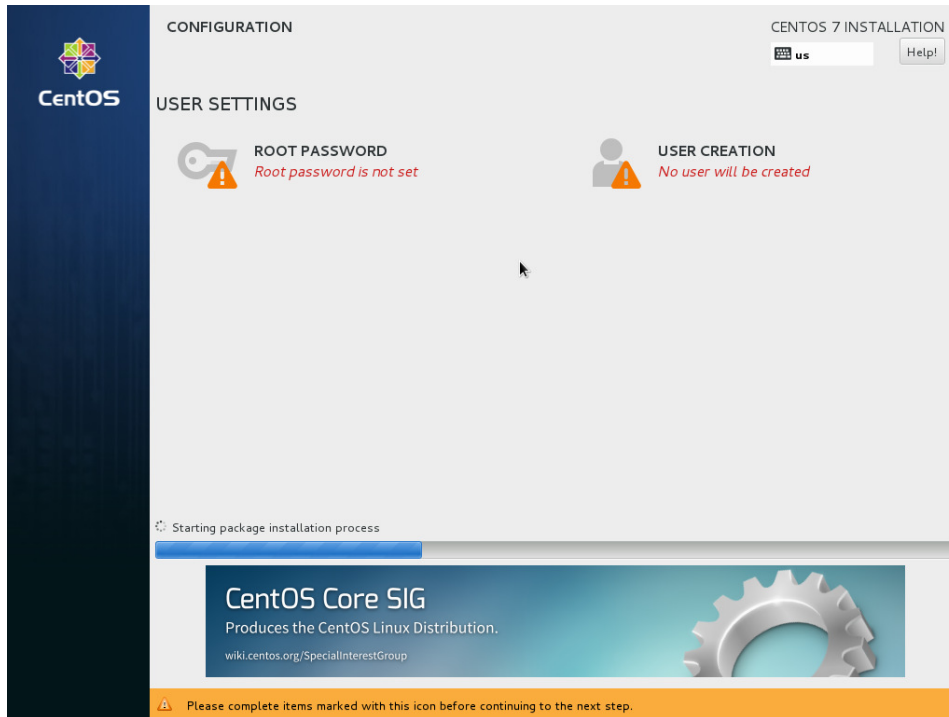 CONFIGURATION
CENTOS 7 INSTALLATION
us
Help!
CentOS
USER SETTINGS
ROOT PASSWORD
Root password is not set
USER CREATION
No user will be created
Starting package installation process
CentOS Core SIG
Produces the CentOS Linux Distribution.
wiki.centos.org/SpecialInterestGroup
Please complete items marked with this icon before continuing to the next step.